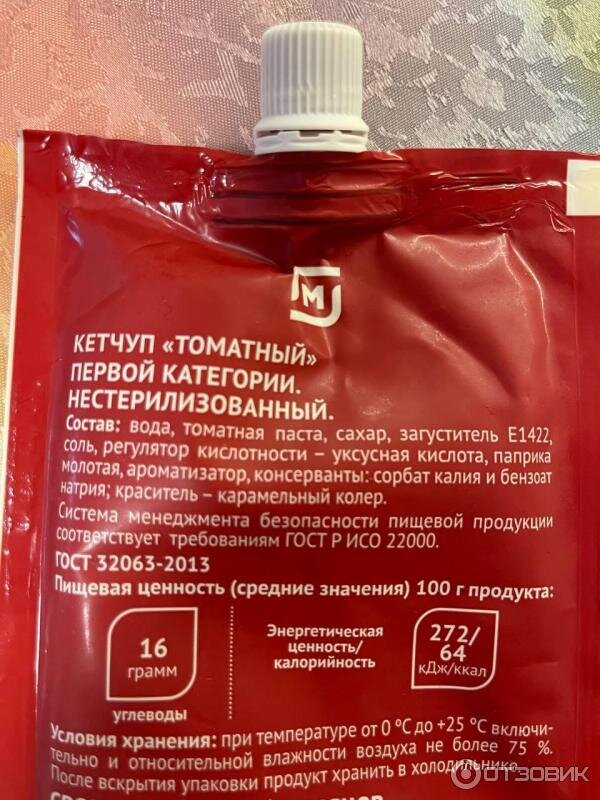 М
КЕТЧУП «ТОМАТНЫЙ»
ПЕРВОЙ КАТЕГОРИИ.
НЕСТЕРИЛИЗОВАННЫЙ.
Состав: вода, томатная паста, сахар, загуститель Е1422,
соль, регулятор кислотности – уксусная кислота, паприка
молотая, ароматизатор, консерванты: сорбат калия и бензоат
натрия; краситель – карамельный колер.
Система менеджмента безопасности пищевой продукции
соответствует требованиям ГОСТ Р ИСО 22000.
ГОСТ 32063-2013
Пищевая ценность (средние значения) 100 г продукта:
16
грамм
углеводы
Энергетическая
ценность/
калорийность
272/
64
кДж/ккал
Условия хранения: при температуре от 0 °С до +25 °С включи-
тельно и относительной влажности воздуха не более 75 %.
После вскрытия упаковки продукт хранить в холодильнике
ОТЗОВИК